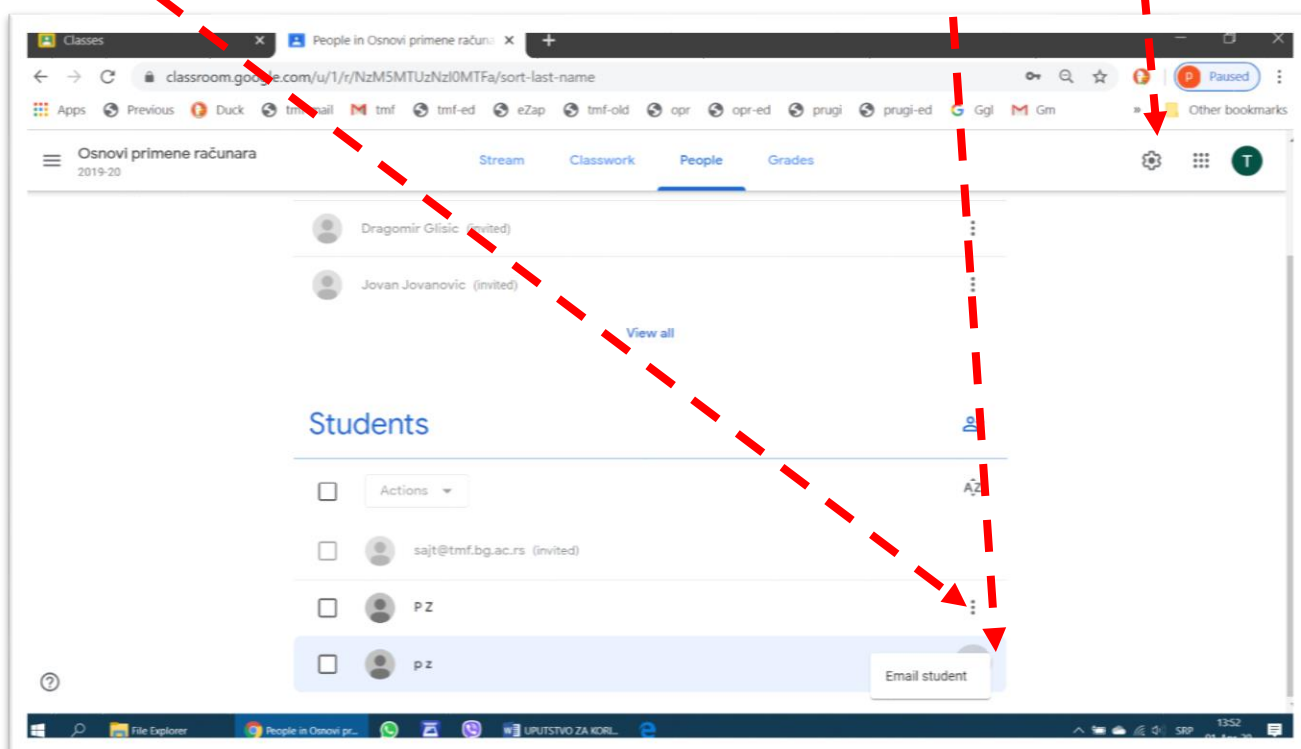 Classes People in Osnovi primene računa
classroom.google.com/u/1/r/NzM5MTUzNzI0MTFa/sort-last-name P Paused
Apps Previous Duck tmf-mail M tmf tmf-ed eZap tmf-old opr opr-ed prugi prugi-ed G Ggl M Gm » Other bookmarks
Osnovi primene računara Stream Classwork People Grades T
2019-20
Dragomir Glisic (invited)
Jovan Jovanovic (invited)
View all
Students
Actions AZ
sajt@tmf.bg.ac.rs (invited)
P Z
p z
Email student
File Explorer People in Osnovi pr... UPUTSTVO ZA KORI... SRP 13:52